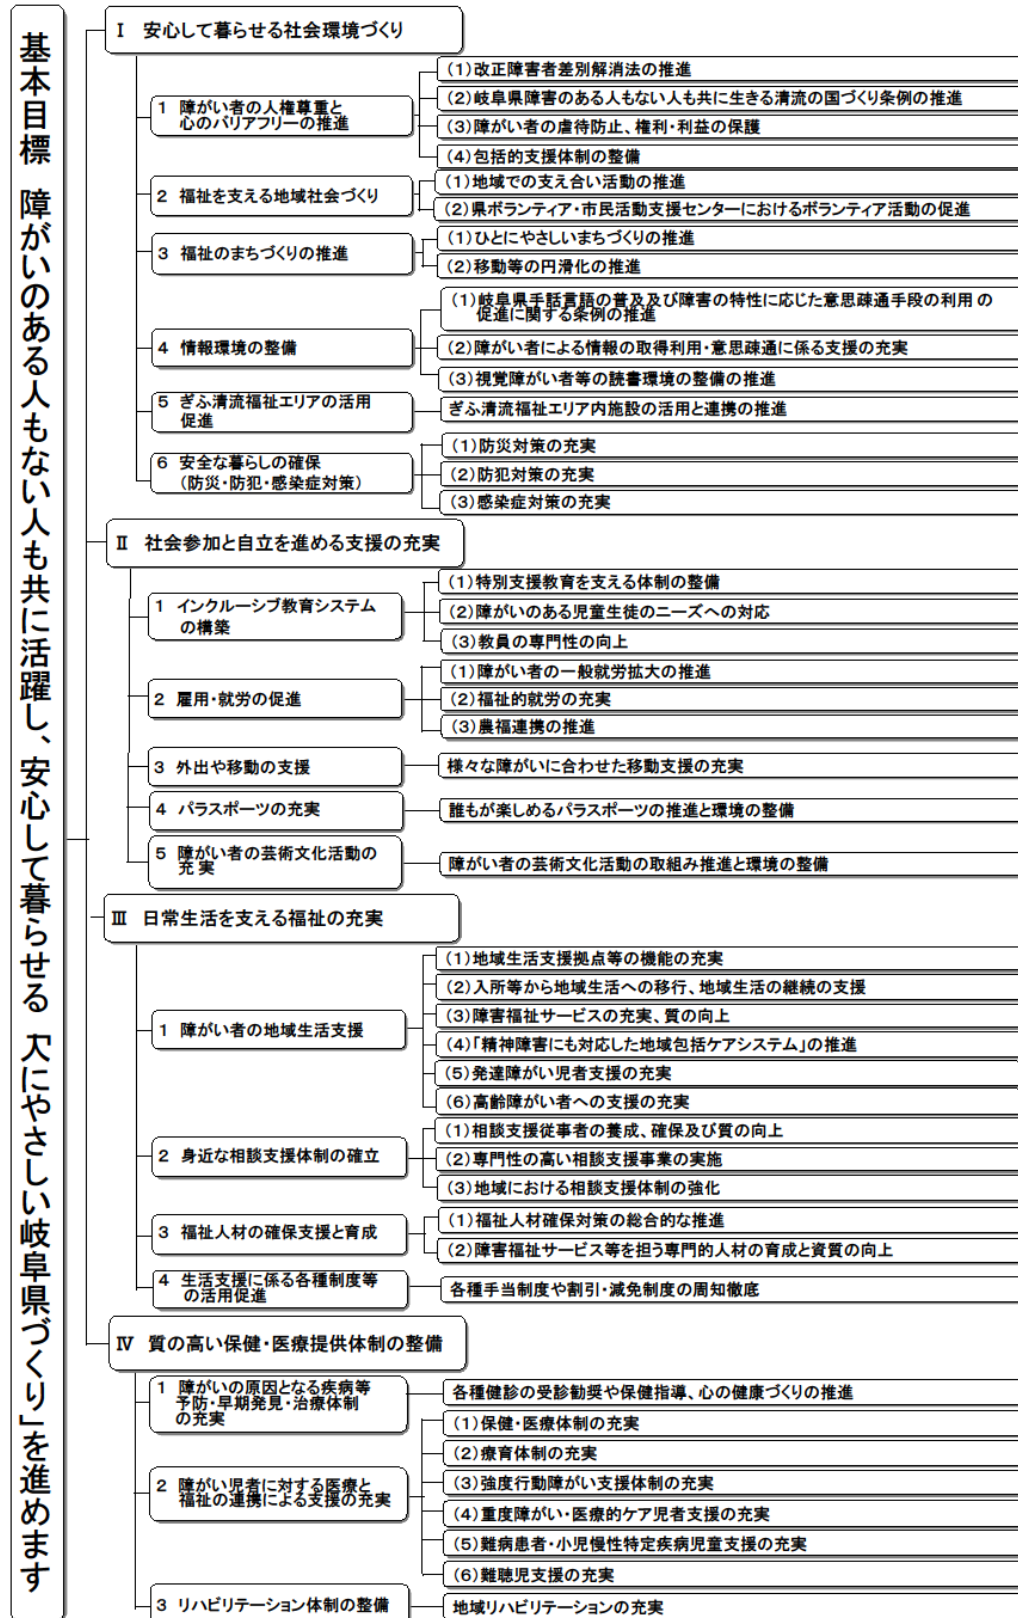 基本目標 障がいのある人もない人も共に活躍し、安心して暮らせる「人にやさしい岐阜県づくり」を進めます
Ⅰ 安心して暮らせる社会環境づくり
1 障がい者の人権尊重と
心のバリアフリーの推進
(1)改正障害者差別解消法の推進
(2)岐阜県障害のある人もない人も共に生きる清流の国づくり条例の推進
(3)障がい者の虐待防止、権利・利益の保護
(4)包括的支援体制の整備
2 福祉を支える地域社会づくり
(1)地域での支え合い活動の推進
(2)県ボランティア・市民活動支援センターにおけるボランティア活動の促進
3 福祉のまちづくりの推進
(1)ひとにやさしいまちづくりの推進
(2)移動等の円滑化の推進
4 情報環境の整備
(1)岐阜県手話言語の普及及び障害の特性に応じた意思疎通手段の利用の
促進に関する条例の推進
(2)障がい者による情報の取得利用・意思疎通に係る支援の充実
(3)視覚障がい者等の読書環境の整備の推進
5 ぎふ清流福祉エリアの活用
促進
ぎふ清流福祉エリア内施設の活用と連携の推進
6 安全な暮らしの確保
(防災・防犯・感染症対策)
(1)防災対策の充実
(2)防犯対策の充実
(3)感染症対策の充実
Ⅱ 社会参加と自立を進める支援の充実
1 インクルーシブ教育システム
の構築
(1)特別支援教育を支える体制の整備
(2)障がいのある児童生徒のニーズへの対応
(3)教員の専門性の向上
2 雇用・就労の促進
(1)障がい者の一般就労拡大の推進
(2)福祉的就労の充実
(3)農福連携の推進
3 外出や移動の支援
様々な障がいに合わせた移動支援の充実
4 パラスポーツの充実
誰もが楽しめるパラスポーツの推進と環境の整備
5 障がい者の芸術文化活動の
充実
障がい者の芸術文化活動の取組み推進と環境の整備
Ⅲ 日常生活を支える福祉の充実
1 障がい者の地域生活支援
(1)地域生活支援拠点等の機能の充実
(2)入所等から地域生活への移行、地域生活の継続の支援
(3)障害福祉サービスの充実、質の向上
(4)「精神障害にも対応した地域包括ケアシステム」の推進
(5)発達障がい児者支援の充実
(6)高齢障がい者への支援の充実
2 身近な相談支援体制の確立
(1)相談支援従事者の養成、確保及び質の向上
(2)専門性の高い相談支援事業の実施
(3)地域における相談支援体制の強化
3 福祉人材の確保支援と育成
(1)福祉人材確保対策の総合的な推進
(2)障害福祉サービス等を担う専門的人材の育成と資質の向上
4 生活支援に係る各種制度等
の活用促進
各種手当制度や割引・減免制度の周知徹底
Ⅳ 質の高い保健・医療提供体制の整備
1 障がいの原因となる疾病等
予防・早期発見・治療体制
の充実
各種健診の受診勧奨や保健指導、心の健康づくりの推進
2 障がい児者に対する医療と
福祉の連携による支援の充実
(1)保健・医療体制の充実
(2)療育体制の充実
(3)強度行動障がい支援体制の充実
(4)重度障がい・医療的ケア児者支援の充実
(5)難病患者・小児慢性特定疾病児童支援の充実
(6)難聴児支援の充実
3 リハビリテーション体制の整備
地域リハビリテーションの充実